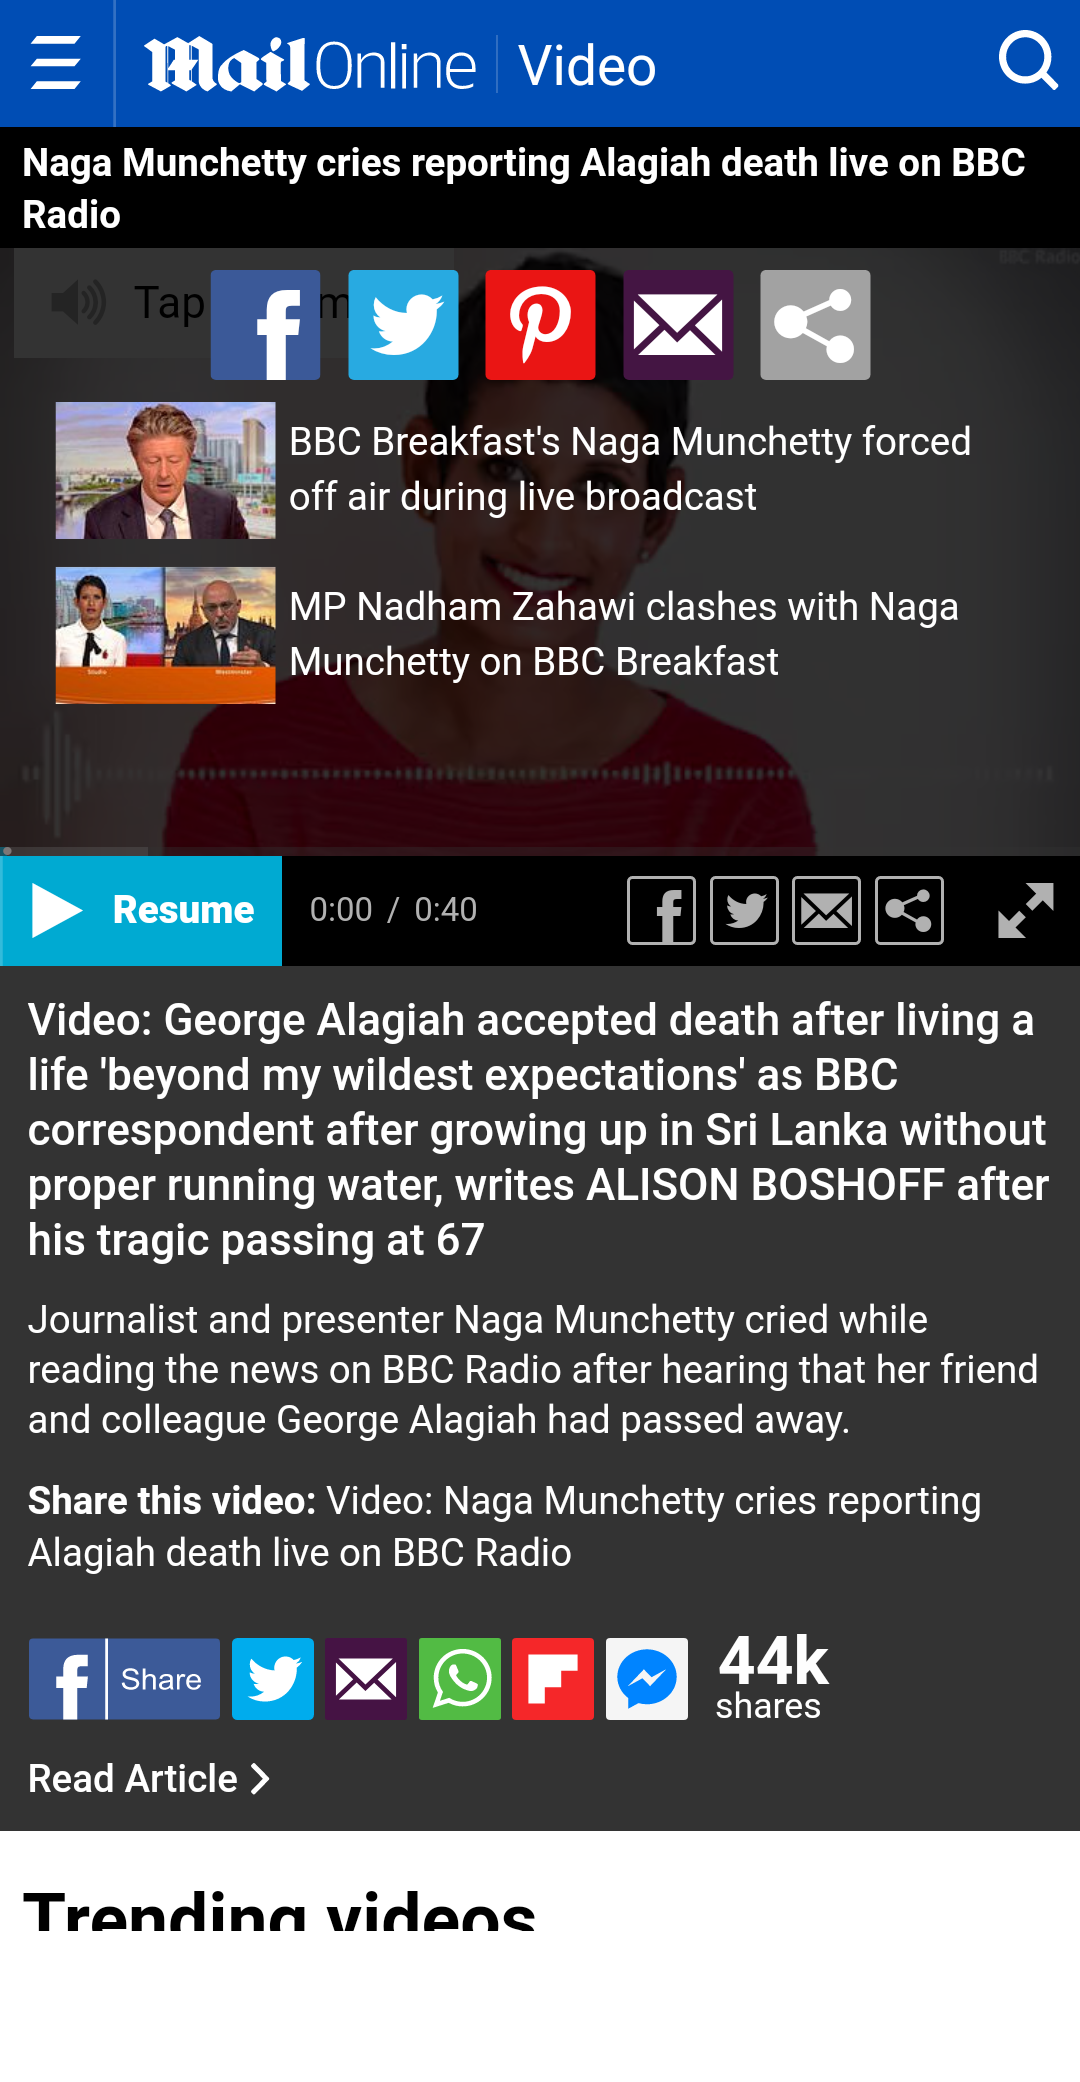 Mail Online Video
Naga Munchetty cries reporting Alagiah death live on BBC
Radio
BBC Radio
Tap m
BBC Breakfast's Naga Munchetty forced
off air during live broadcast
MP Nadham Zahawi clashes with Naga
Munchetty on BBC Breakfast
Studio
Westminster
Resume 0:00 / 0:40
Video: George Alagiah accepted death after living a
life 'beyond my wildest expectations' as BBC
correspondent after growing up in Sri Lanka without
proper running water, writes ALISON BOSHOFF after
his tragic passing at 67
Journalist and presenter Naga Munchetty cried while
reading the news on BBC Radio after hearing that her friend
and colleague George Alagiah had passed away.
Share this video: Video: Naga Munchetty cries reporting
Alagiah death live on BBC Radio
Share
44k
shares
Read Article
Trending videos